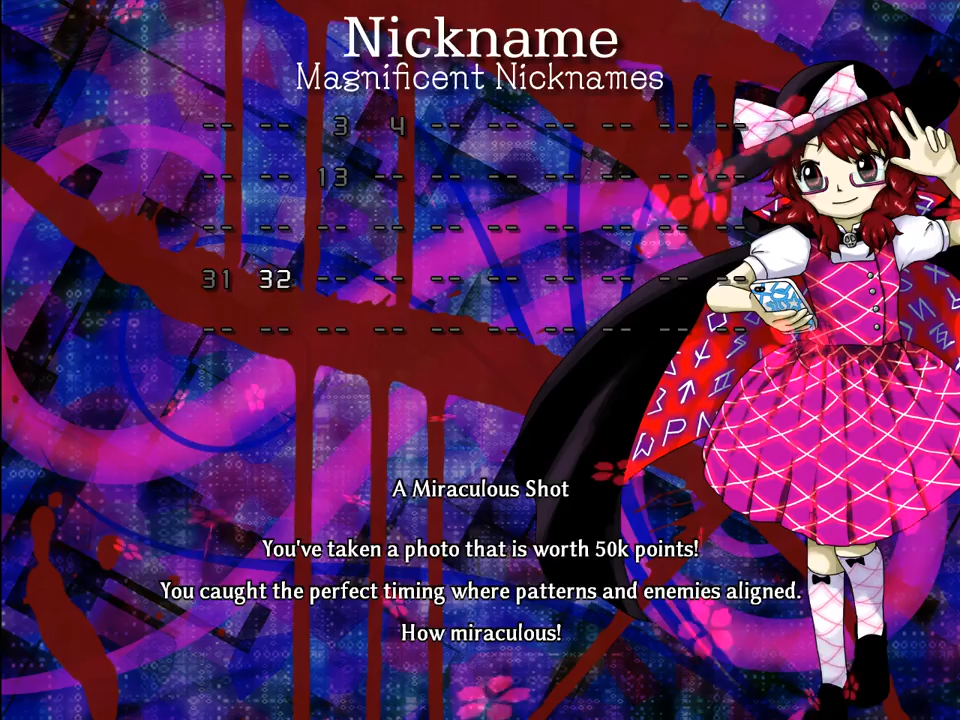 Nickname
Magnificent Nicknames
-- -- 3 4 -- -- -- -- -- --
-- -- 13 -- -- -- -- -- -- --
-- -- -- -- -- -- -- -- -- --
31 32 -- -- -- -- -- -- -- --
-- -- -- -- -- -- -- -- -- --
A Miraculous Shot
You've taken a photo that is worth 50k points!
You caught the perfect timing where patterns and enemies aligned.
How miraculous!